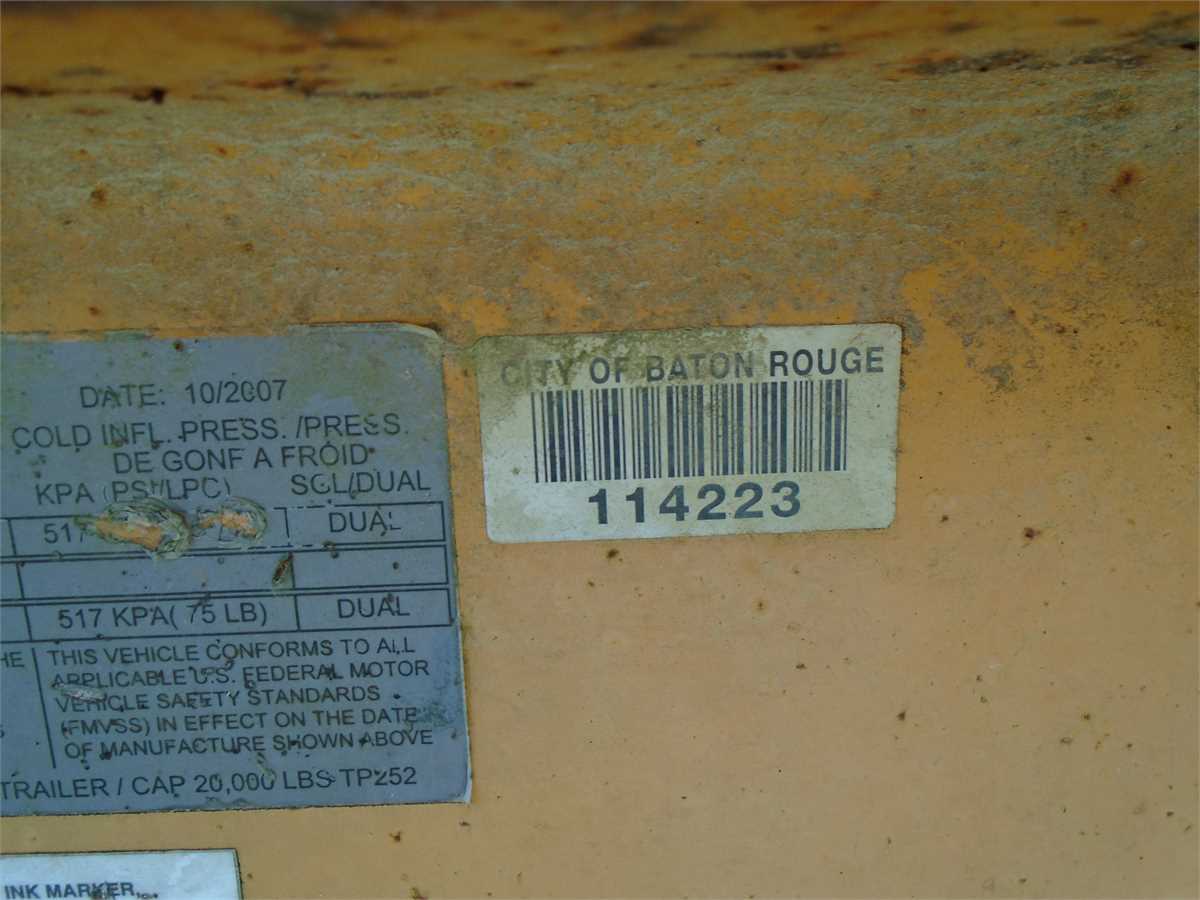 DATE: 10/2007
COLD INFL. PRESS. /PRESS.
DE GONF A FROID
KPA (PSI/LPC) SGL/DUAL
517 DUAL
517 KPA( 75 LB) DUAL
HE THIS VEHICLE CONFORMS TO ALL
APPLICABLE U.S. FEDERAL MOTOR
VEHICLE SAFETY STANDARDS
(FMVSS) IN EFFECT ON THE DATE
OF MANUFACTURE SHOWN ABOVE
TRAILER / CAP 20,000 LBS TP252
CITY OF BATON ROUGE
114223
INK MARKER,